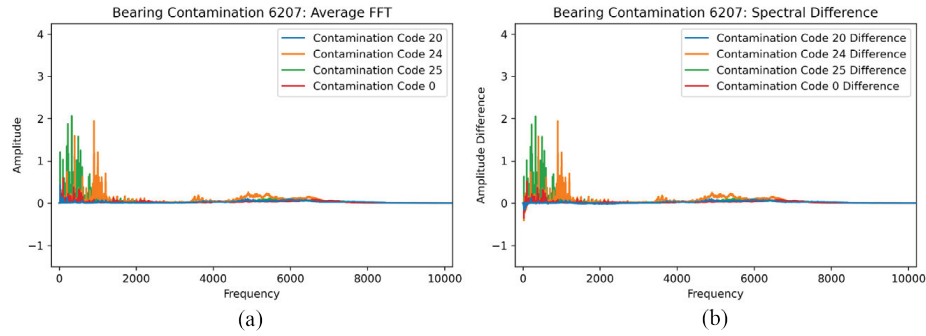 Bearing Contamination 6207: Average FFT
4
3
2
1
0
−1
Amplitude
Contamination Code 20
Contamination Code 24
Contamination Code 25
Contamination Code 0
0 2000 4000 6000 8000 10000
Frequency
(a)
Bearing Contamination 6207: Spectral Difference
4
3
2
1
0
−1
Amplitude Difference
Contamination Code 20 Difference
Contamination Code 24 Difference
Contamination Code 25 Difference
Contamination Code 0 Difference
0 2000 4000 6000 8000 10000
Frequency
(b)